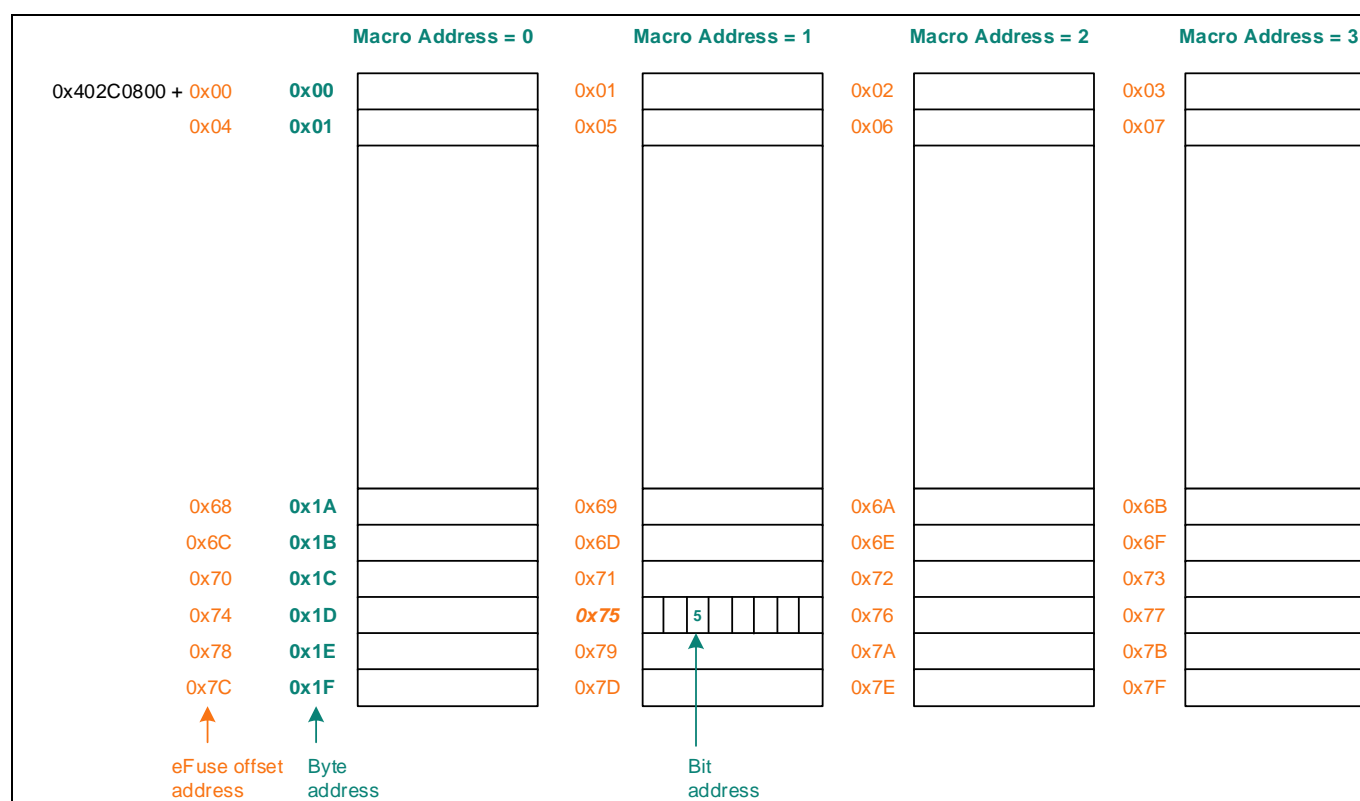 Macro Address = 0 Macro Address = 1 Macro Address = 2 Macro Address = 3
0x402C0800 + 0x00 0x00 0x01 0x02 0x03
0x04 0x01 0x05 0x06 0x07
0x68 0x1A 0x69 0x6A 0x6B
0x6C 0x1B 0x6D 0x6E 0x6F
0x70 0x1C 0x71 0x72 0x73
0x74 0x1D 0x75 5 0x76 0x77
0x78 0x1E 0x79 0x7A 0x7B
0x7C 0x1F 0x7D 0x7E 0x7F
eFuse offset Byte Bit
address address address